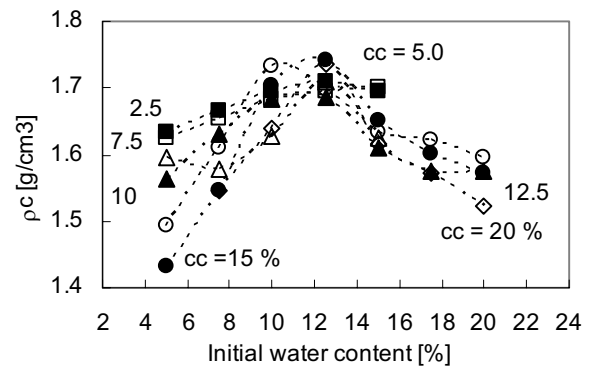 1.8
cc = 5.0
1.7
2.5
7.5
1.6
10
12.5
1.5
cc = 20 %
cc =15 %
1.4
ρc [g/cm3]
2 4 6 8 10 12 14 16 18 20 22 24
Initial water content [%]